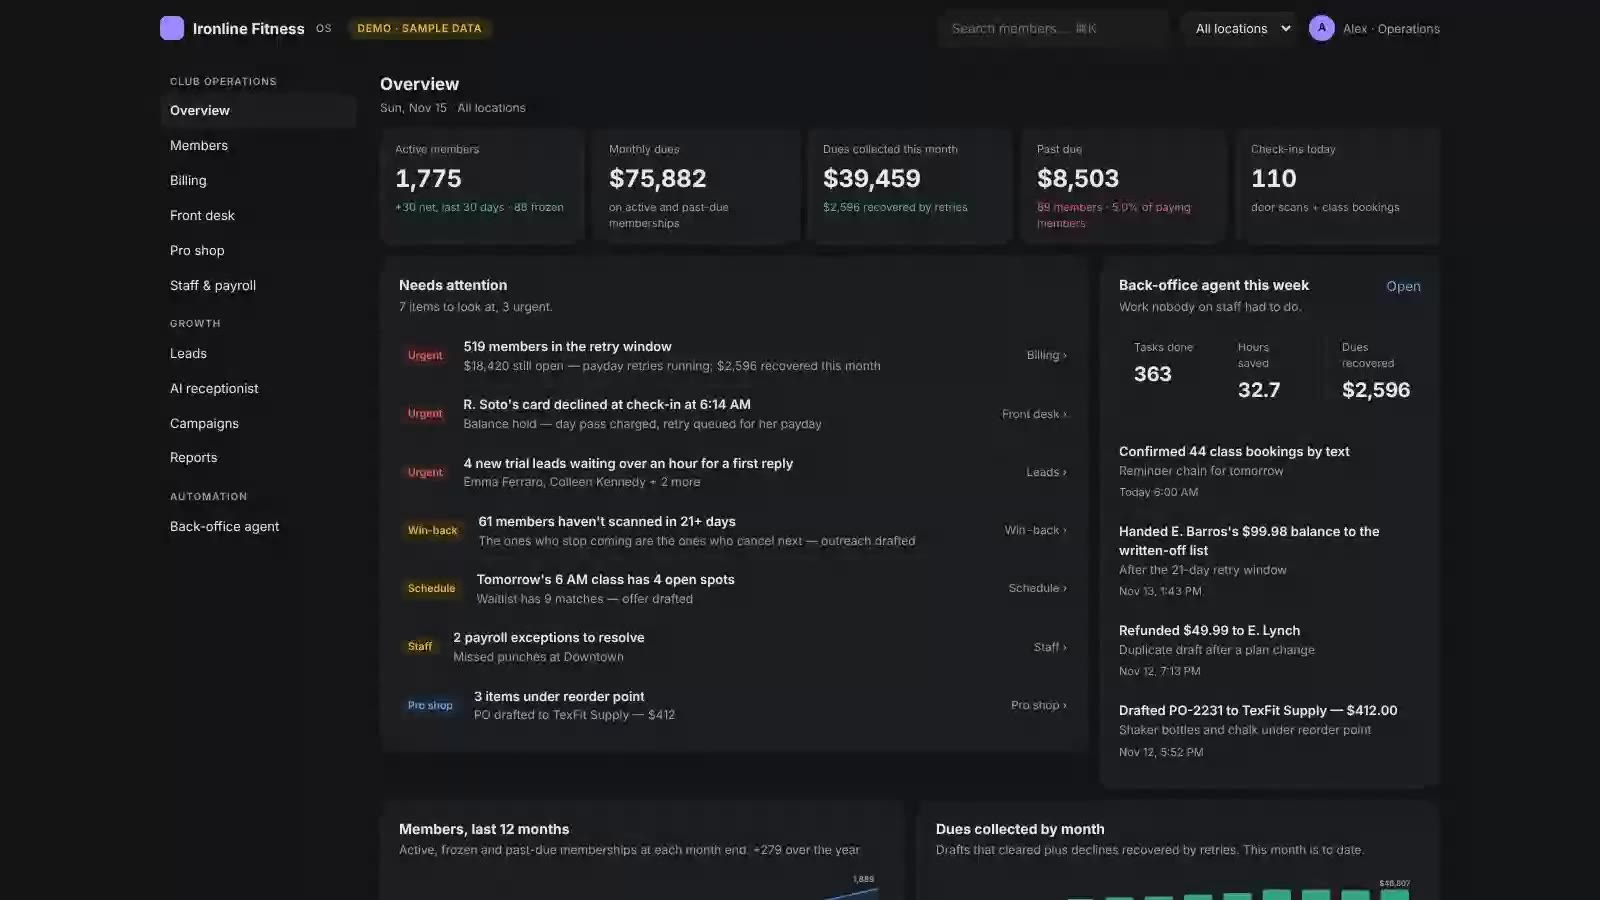 Ironline Fitness OS DEMO · SAMPLE DATA
Search members... ⌘K
All locations
A
Alex · Operations
CLUB OPERATIONS
Overview
Members
Billing
Front desk
Pro shop
Staff & payroll
GROWTH
Leads
AI receptionist
Campaigns
Reports
AUTOMATION
Back-office agent
Overview
Sun, Nov 15 · All locations
Active members
1,775
+30 net, last 30 days · 88 frozen
Monthly dues
$75,882
on active and past-due
memberships
Dues collected this month
$39,459
$2,596 recovered by retries
Past due
$8,503
89 members · 5.0% of paying
members
Check-ins today
110
door scans + class bookings
Needs attention
7 items to look at, 3 urgent.
Urgent
519 members in the retry window
$18,420 still open — payday retries running; $2,596 recovered this month
Billing ›
Urgent
R. Soto's card declined at check-in at 6:14 AM
Balance hold — day pass charged, retry queued for her payday
Front desk ›
Urgent
4 new trial leads waiting over an hour for a first reply
Emma Ferraro, Colleen Kennedy + 2 more
Leads ›
Win-back
61 members haven't scanned in 21+ days
The ones who stop coming are the ones who cancel next — outreach drafted
Win-back ›
Schedule
Tomorrow's 6 AM class has 4 open spots
Waitlist has 9 matches — offer drafted
Schedule ›
Staff
2 payroll exceptions to resolve
Missed punches at Downtown
Staff ›
Pro shop
3 items under reorder point
PO drafted to TexFit Supply — $412
Pro shop ›
Back-office agent this week
Open
Work nobody on staff had to do.
Tasks done
363
Hours
saved
32.7
Dues
recovered
$2,596
Confirmed 44 class bookings by text
Reminder chain for tomorrow
Today 6:00 AM
Handed E. Barros's $99.98 balance to the
written-off list
After the 21-day retry window
Nov 13, 1:43 PM
Refunded $49.99 to E. Lynch
Duplicate draft after a plan change
Nov 12, 7:13 PM
Drafted PO-2231 to TexFit Supply — $412.00
Shaker bottles and chalk under reorder point
Nov 12, 5:52 PM
Members, last 12 months
Active, frozen and past-due memberships at each month end. +279 over the year
1,889
Dues collected by month
Drafts that cleared plus declines recovered by retries. This month is to date.